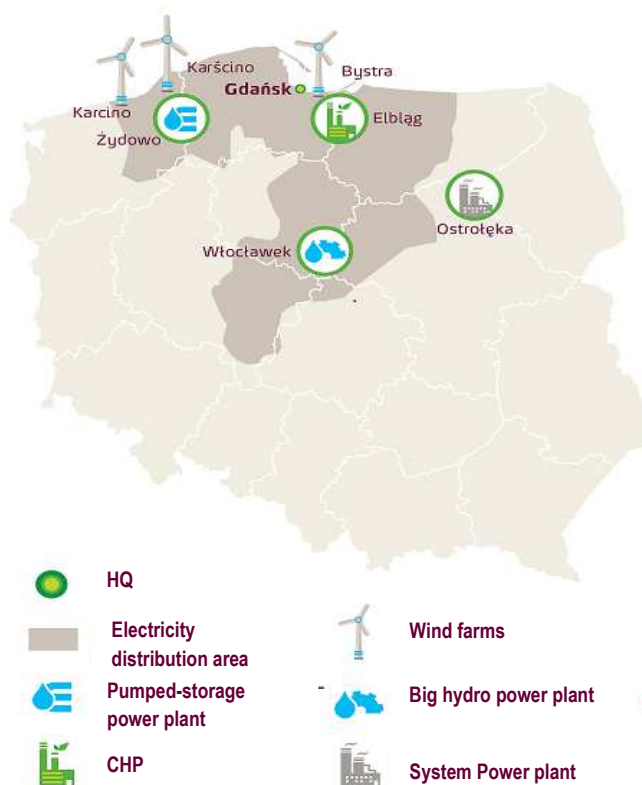 Karścino
Bystra
Gdańsk
Karcino
Elbląg
Żydowo
Ostrołęka
Włocławek
HQ
Electricity
distribution area
Wind farms
Pumped-storage
power plant
Big hydro power plant
CHP
System Power plant